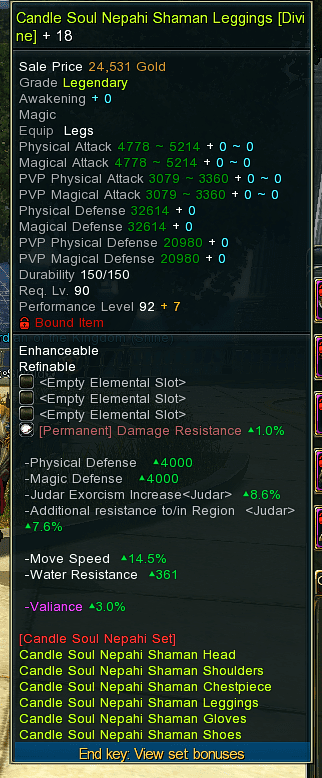 Candle Soul Nepahi Shaman Leggings [Divi
ne] + 18
Sale Price 24,531 Gold
Grade Legendary
Awakening + 0
Magic
Equip Legs
Physical Attack 4778 ~ 5214 + 0 ~ 0
Magical Attack 4778 ~ 5214 + 0 ~ 0
PVP Physical Attack 3079 ~ 3360 + 0 ~ 0
PVP Magical Attack 3079 ~ 3360 + 0 ~ 0
Physical Defense 32614 + 0
Magical Defense 32614 + 0
PVP Physical Defense 20980 + 0
PVP Magical Defense 20980 + 0
Durability 150/150
Req. Lv. 90
Performance Level 92 + 7
Bound Item
Enhanceable
Refinable
<Empty Elemental Slot>
<Empty Elemental Slot>
<Empty Elemental Slot>
[Permanent] Damage Resistance ▲1.0%
-Physical Defense ▲4000
-Magic Defense ▲4000
-Judar Exorcism Increase<Judar> ▲8.6%
-Additional resistance to/in Region <Judar>
▲7.6%
-Move Speed ▲14.5%
-Water Resistance ▲361
-Valiance ▲3.0%
[Candle Soul Nepahi Set]
Candle Soul Nepahi Shaman Head
Candle Soul Nepahi Shaman Shoulders
Candle Soul Nepahi Shaman Chestpiece
Candle Soul Nepahi Shaman Leggings
Candle Soul Nepahi Shaman Gloves
Candle Soul Nepahi Shaman Shoes
End key: View set bonuses